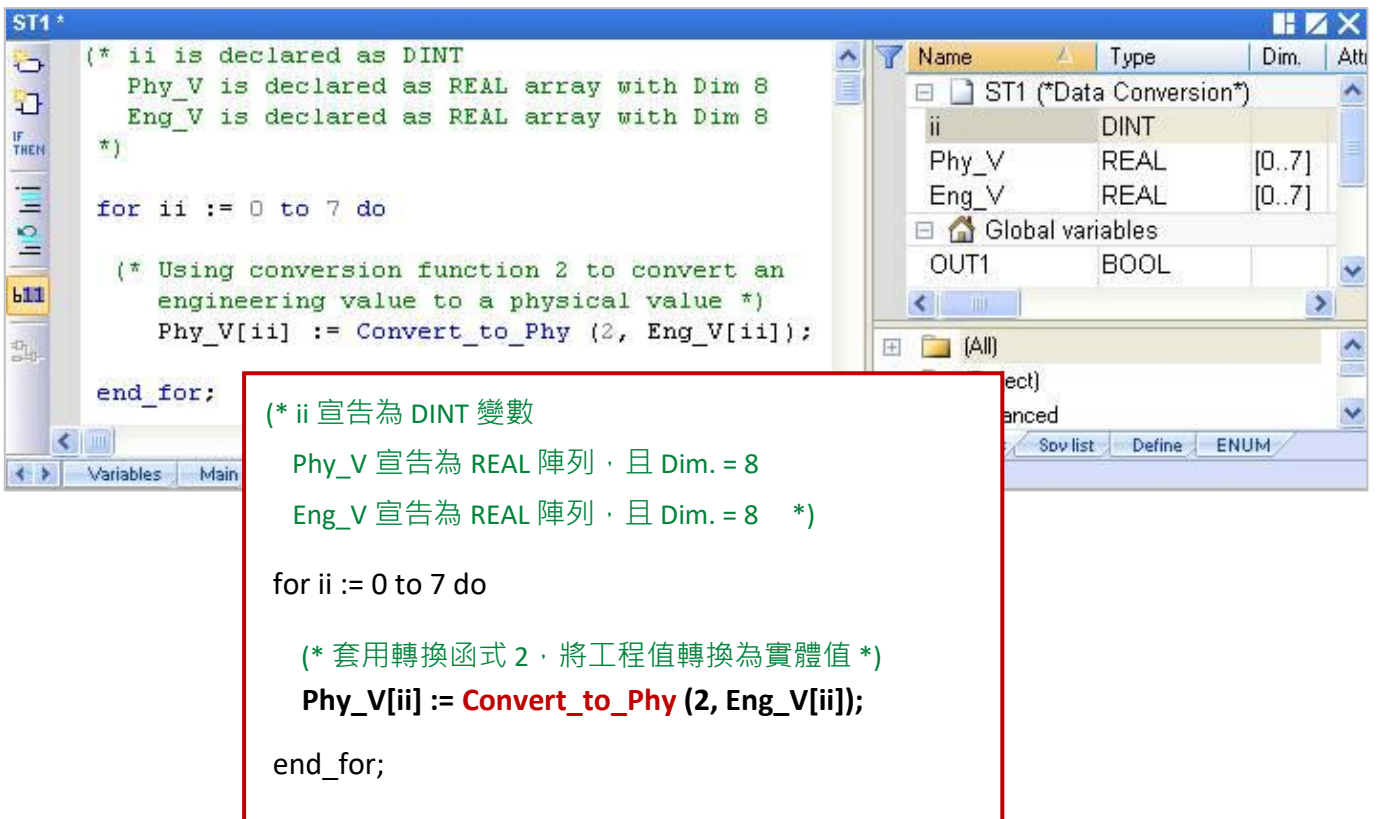 ST1 *
(* ii is declared as DINT
Phy_V is declared as REAL array with Dim 8
Eng_V is declared as REAL array with Dim 8
*)
for ii := 0 to 7 do
(* Using conversion function 2 to convert an
engineering value to a physical value *)
Phy_V[ii] := Convert_to_Phy (2, Eng_V[ii]);
end_for;
IF
THEN
Variables Main
Name Type Dim.
ST1 (*Data Conversion*)
ii DINT
Phy_V REAL [0..7]
Eng_V REAL [0..7]
Global variables
OUT1 BOOL
(All)
Spy list Define ENUM
(* ii 宣告為 DINT 變數
Phy_V 宣告為 REAL 陣列，且 Dim. = 8
Eng_V 宣告為 REAL 陣列，且 Dim. = 8 *)
for ii := 0 to 7 do
(* 套用轉換函式 2，將工程值轉換為實體值 *)
Phy_V[ii] := Convert_to_Phy (2, Eng_V[ii]);
end_for;